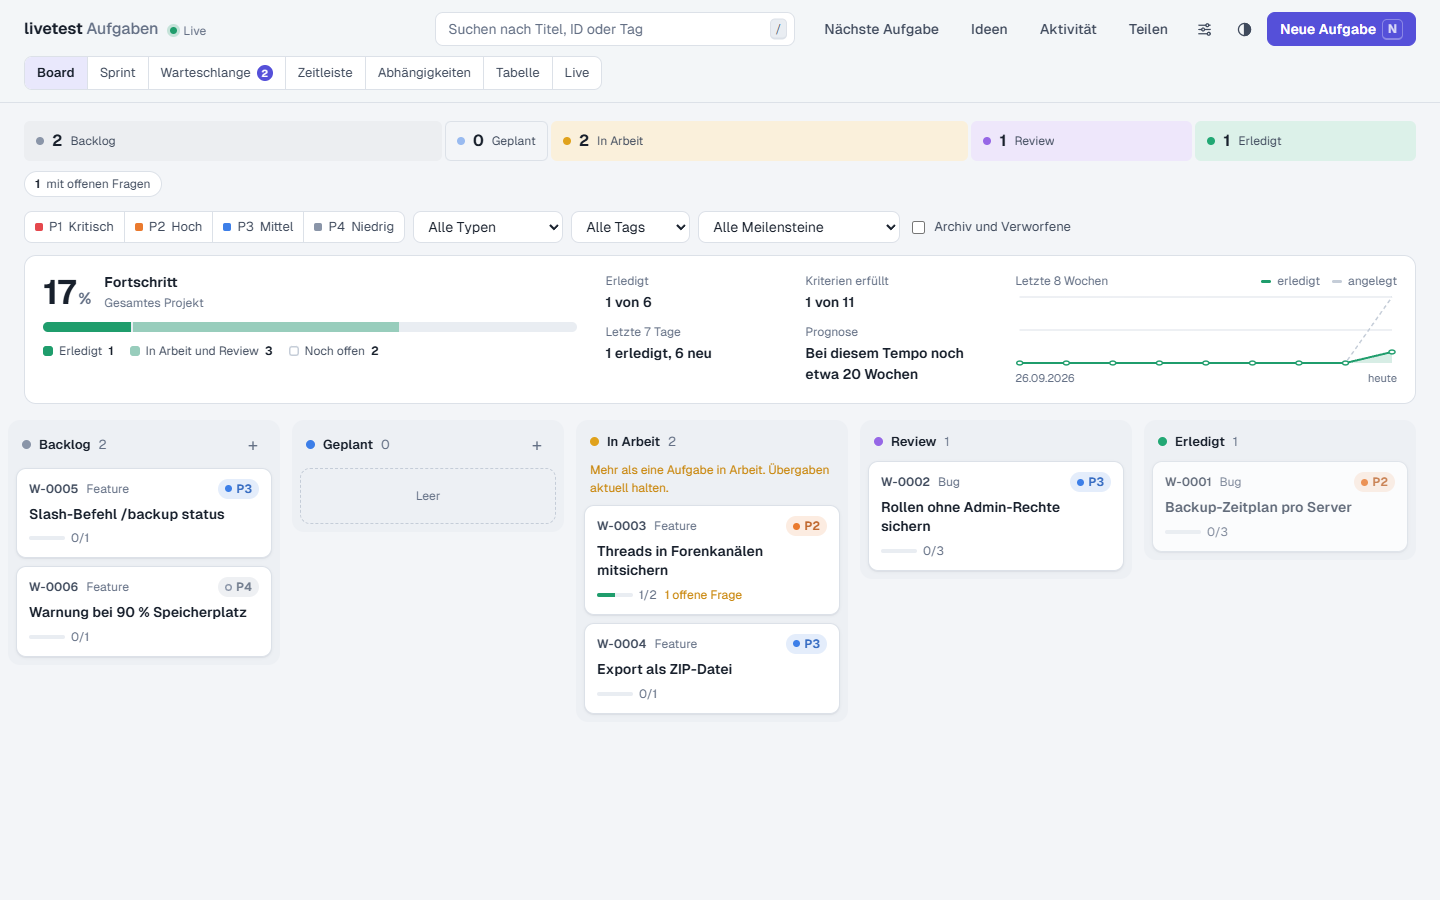 livetest Aufgaben Live
Suchen nach Titel, ID oder Tag /
Nächste Aufgabe Ideen Aktivität Teilen Neue Aufgabe N
Board Sprint Warteschlange 2 Zeitleiste Abhängigkeiten Tabelle Live
2 Backlog 0 Geplant 2 In Arbeit 1 Review 1 Erledigt
1 mit offenen Fragen
P1 Kritisch P2 Hoch P3 Mittel P4 Niedrig Alle Typen Alle Tags Alle Meilensteine Archiv und Verworfene
17 %
Fortschritt
Gesamtes Projekt
Erledigt 1 In Arbeit und Review 3 Noch offen 2
Erledigt
1 von 6
Letzte 7 Tage
1 erledigt, 6 neu
Kriterien erfüllt
1 von 11
Prognose
Bei diesem Tempo noch
etwa 20 Wochen
Letzte 8 Wochen erledigt angelegt
26.09.2026 heute
Backlog 2 +
W-0005 Feature P3
Slash-Befehl /backup status
0/1
W-0006 Feature P4
Warnung bei 90 % Speicherplatz
0/1
Geplant 0 +
Leer
In Arbeit 2
Mehr als eine Aufgabe in Arbeit. Übergaben
aktuell halten.
W-0003 Feature P2
Threads in Forenkanälen
mitsichern
1/2 1 offene Frage
W-0004 Feature P3
Export als ZIP-Datei
0/1
Review 1
W-0002 Bug P3
Rollen ohne Admin-Rechte
sichern
0/3
Erledigt 1
W-0001 Bug P2
Backup-Zeitplan pro Server
0/3